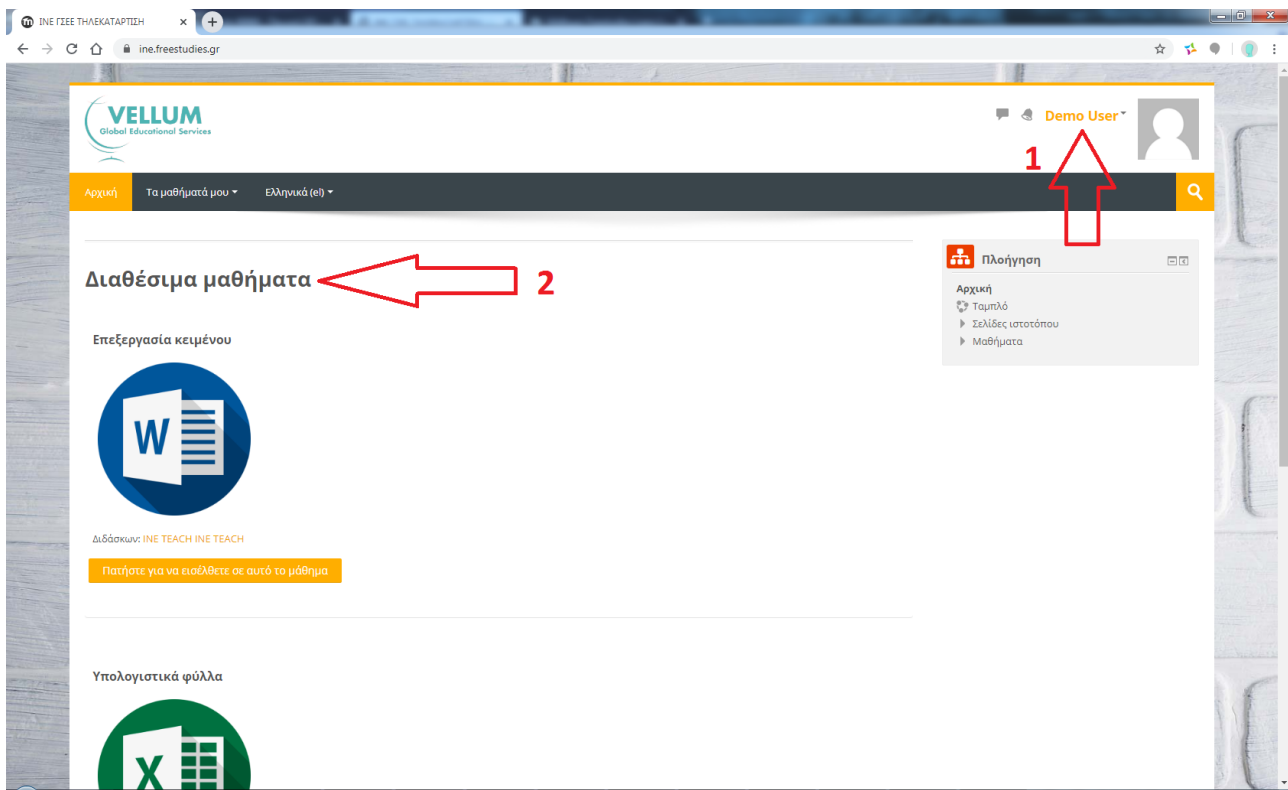 ΙΝΕ ΓΣΕΕ ΤΗΛΕΚΑΤΑΡΤΙΣΗ
ine.freestudies.gr
VELLUM
Global Educational Services
Demo User
1
Αρχική Τα μαθήματά μου Ελληνικά (el)
Διαθέσιμα μαθήματα
2
Πλοήγηση
Αρχική
Ταμπλό
Σελίδες ιστοτόπου
Μαθήματα
Επεξεργασία κειμένου
W
Διδάσκων: INE TEACH INE TEACH
Πατήστε για να εισέλθετε σε αυτό το μάθημα
Υπολογιστικά φύλλα
X